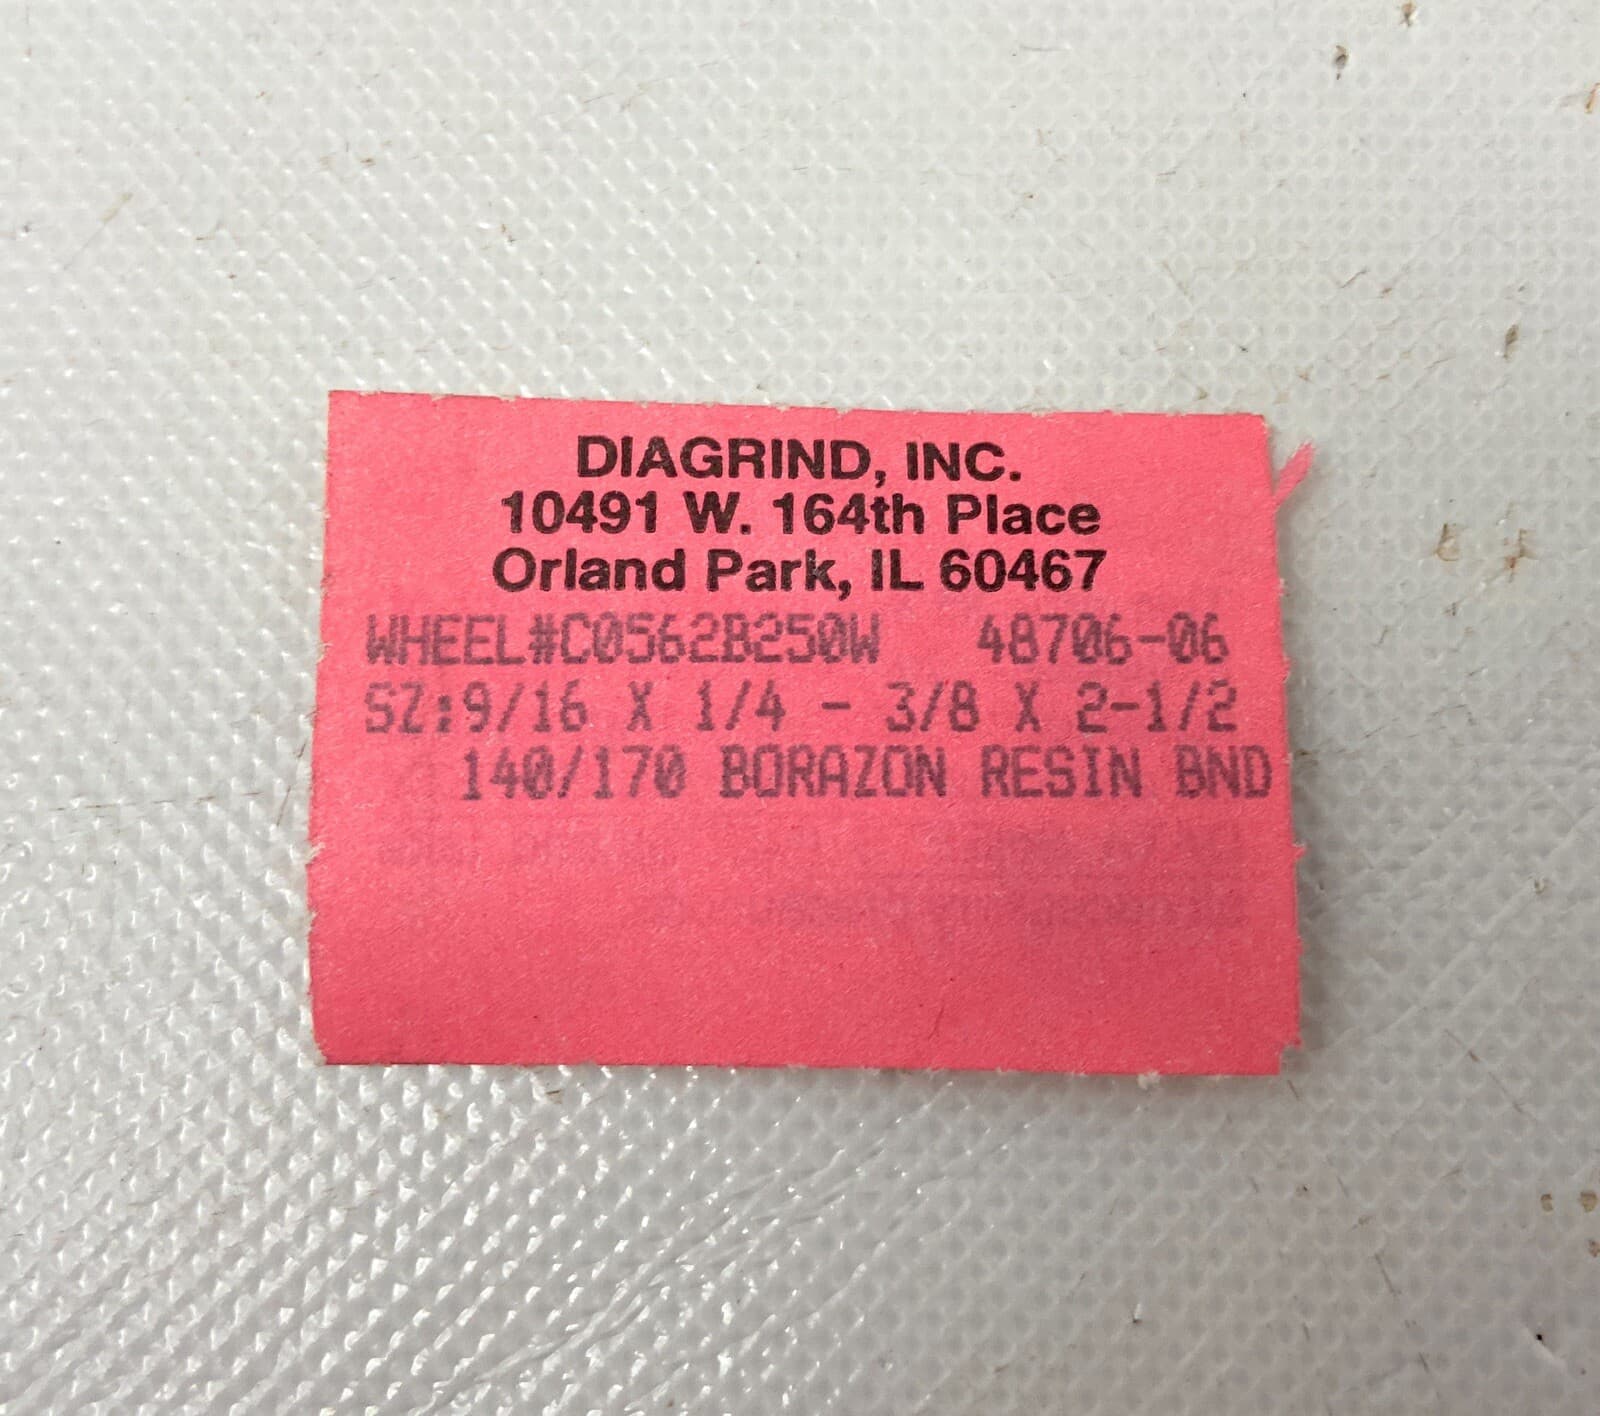 DIAGRIND, INC.
10491 W. 164th Place
Orland Park, IL 60467
WHEEL#C0562B250W 48706-06
SZ:9/16 X 1/4 - 3/8 X 2-1/2
140/170 BORAZON RESIN BND